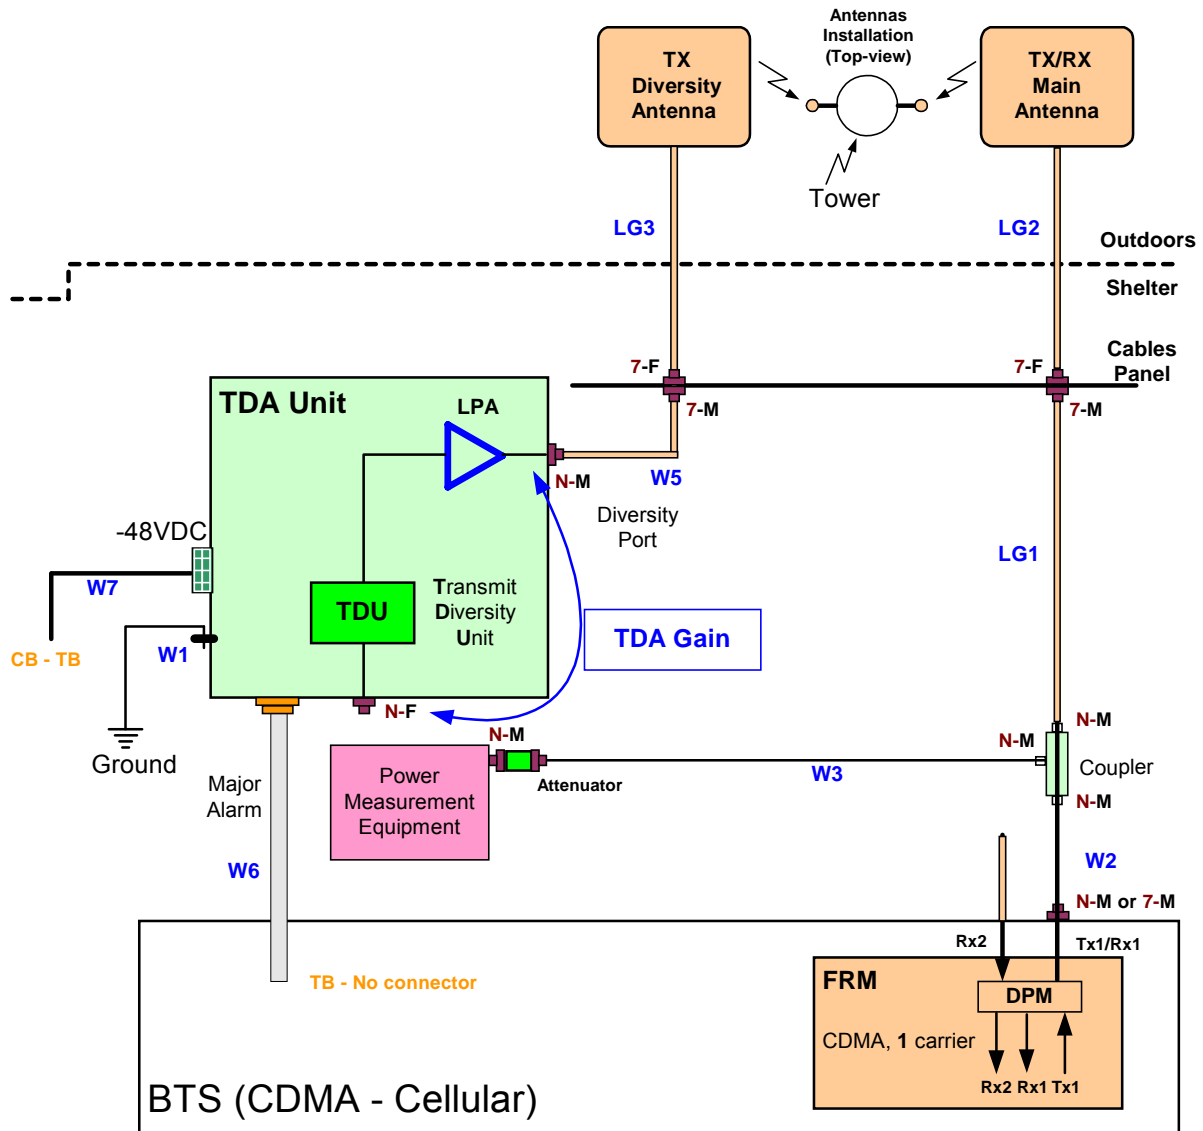 Antennas
Installation
(Top-view)
TX
Diversity
Antenna
TX/RX
Main
Antenna
Tower
LG3
LG2
Outdoors
Shelter
Cables
Panel
7-F
7-F
7-M
7-M
TDA Unit
LPA
N-M
W5
Diversity
Port
-48VDC
W7
CB - TB
W1
Ground
TDU
Transmit
Diversity
Unit
TDA Gain
LG1
N-F
N-M
Attenuator
Power
Measurement
Equipment
W3
N-M
N-M
Coupler
N-M
Major
Alarm
W6
W2
N-M or 7-M
Rx2
Tx1/Rx1
TB - No connector
FRM
DPM
CDMA, 1 carrier
Rx2 Rx1 Tx1
BTS (CDMA - Cellular)